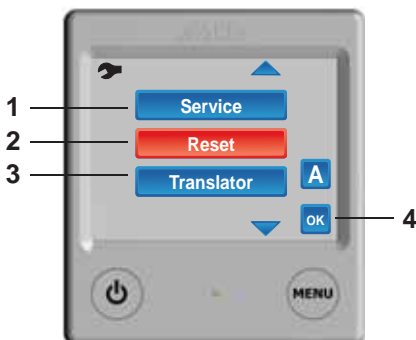 1 Service
2 Reset
3 Translator
A
OK 4
MENU